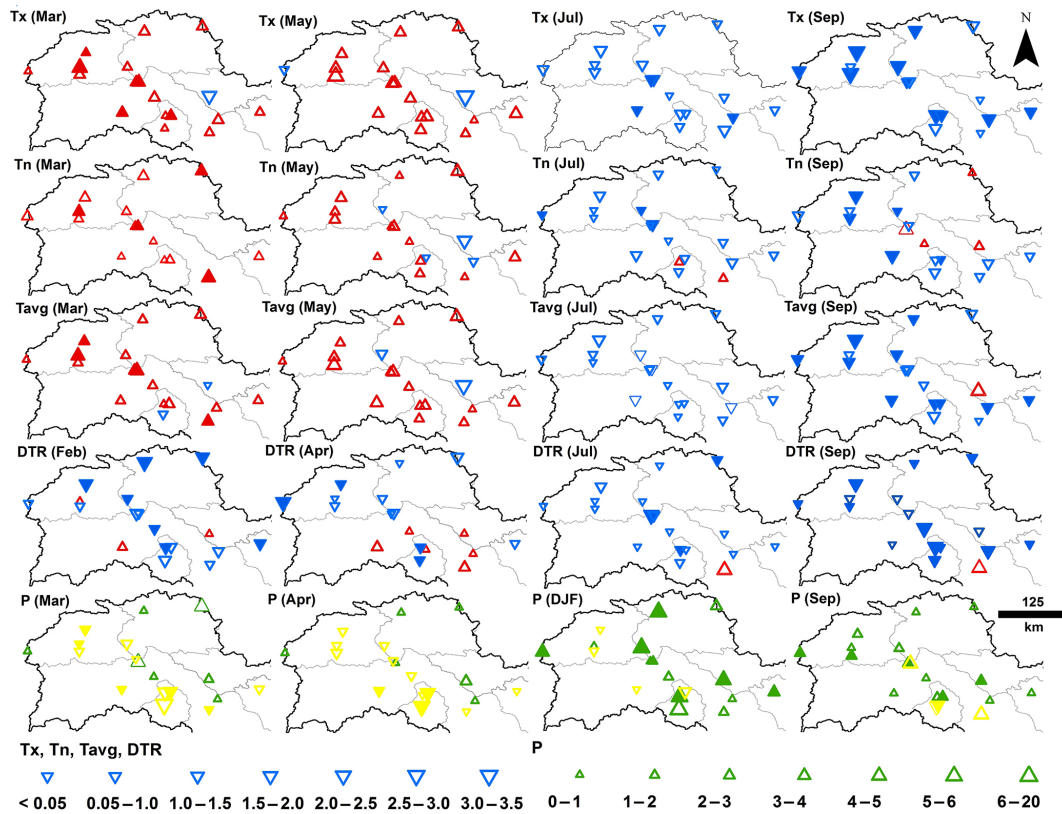 Tx (Mar) Tx (May) Tx (Jul) Tx (Sep) N
Tn (Mar) Tn (May) Tn (Jul) Tn (Sep)
Tavg (Mar) Tavg (May) Tavg (Jul) Tavg (Sep)
DTR (Feb) DTR (Apr) DTR (Jul) DTR (Sep)
P (Mar) P (Apr) P (DJF) P (Sep) 125
km
Tx, Tn, Tavg, DTR P
< 0.05 0.05–1.0 1.0–1.5 1.5–2.0 2.0–2.5 2.5–3.0 3.0–3.5 0–1 1–2 2–3 3–4 4–5 5–6 6–20